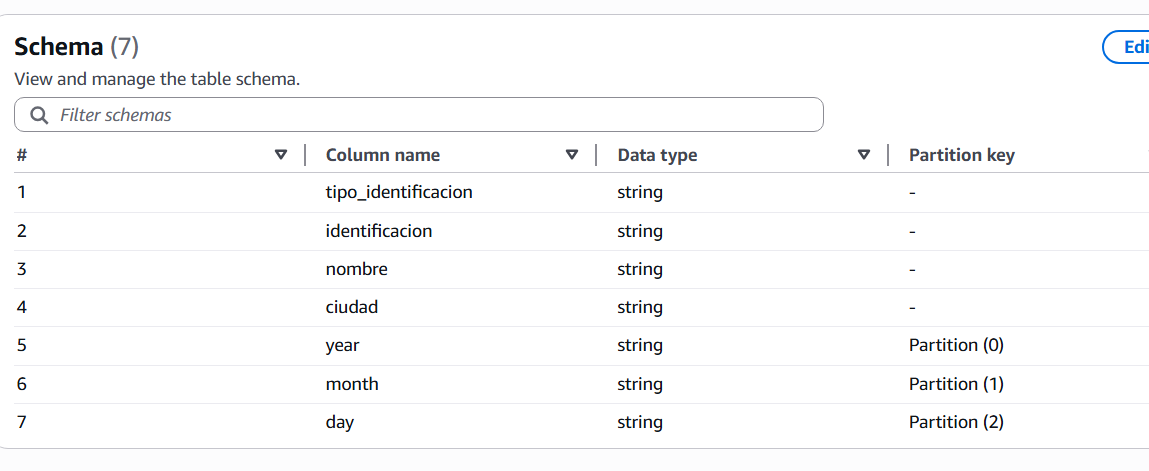 Schema (7)
Edi
View and manage the table schema.
Filter schemas
# Column name Data type Partition key
1 tipo_identificacion string -
2 identificacion string -
3 nombre string -
4 ciudad string -
5 year string Partition (0)
6 month string Partition (1)
7 day string Partition (2)